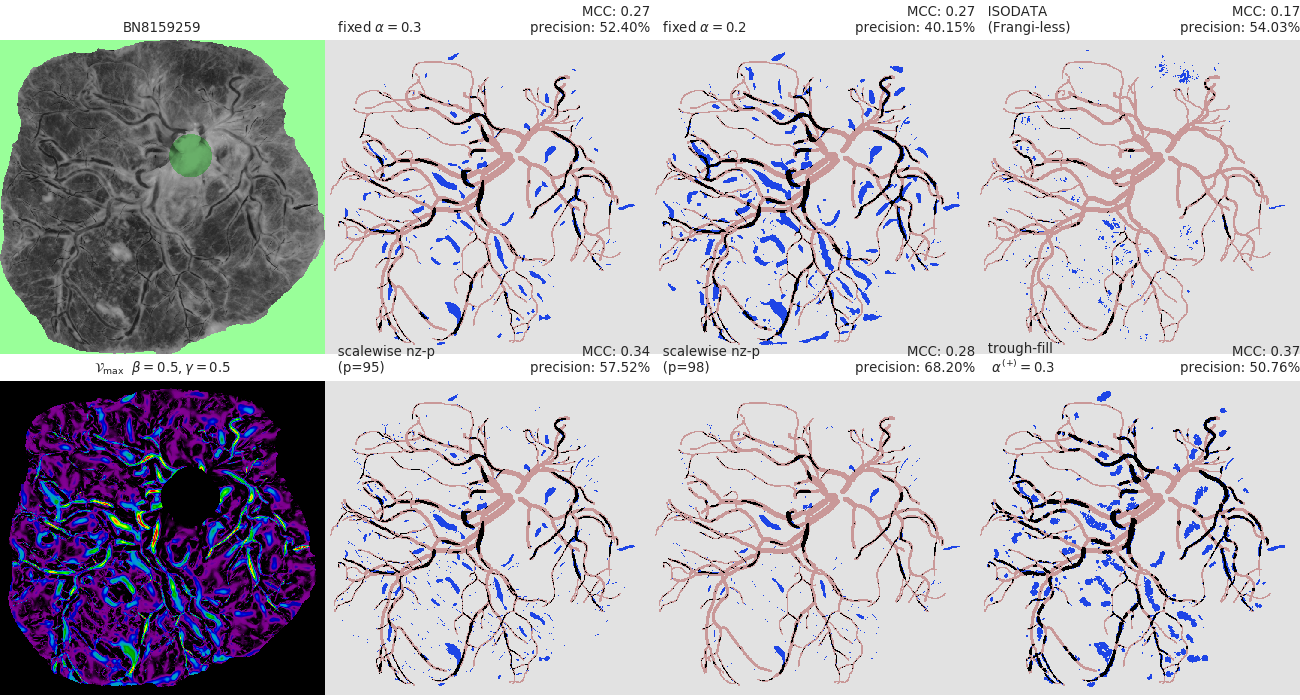 BN8159259
fixed α = 0.3
MCC: 0.27
precision: 52.40%
fixed α = 0.2
MCC: 0.27
precision: 40.15%
ISODATA
(Frangi-less)
MCC: 0.17
precision: 54.03%
𝒱max β = 0.5, γ = 0.5
scalewise nz-p
(p=95)
MCC: 0.34
precision: 57.52%
scalewise nz-p
(p=98)
MCC: 0.28
precision: 68.20%
trough-fill
α⁽⁺⁾ = 0.3
MCC: 0.37
precision: 50.76%